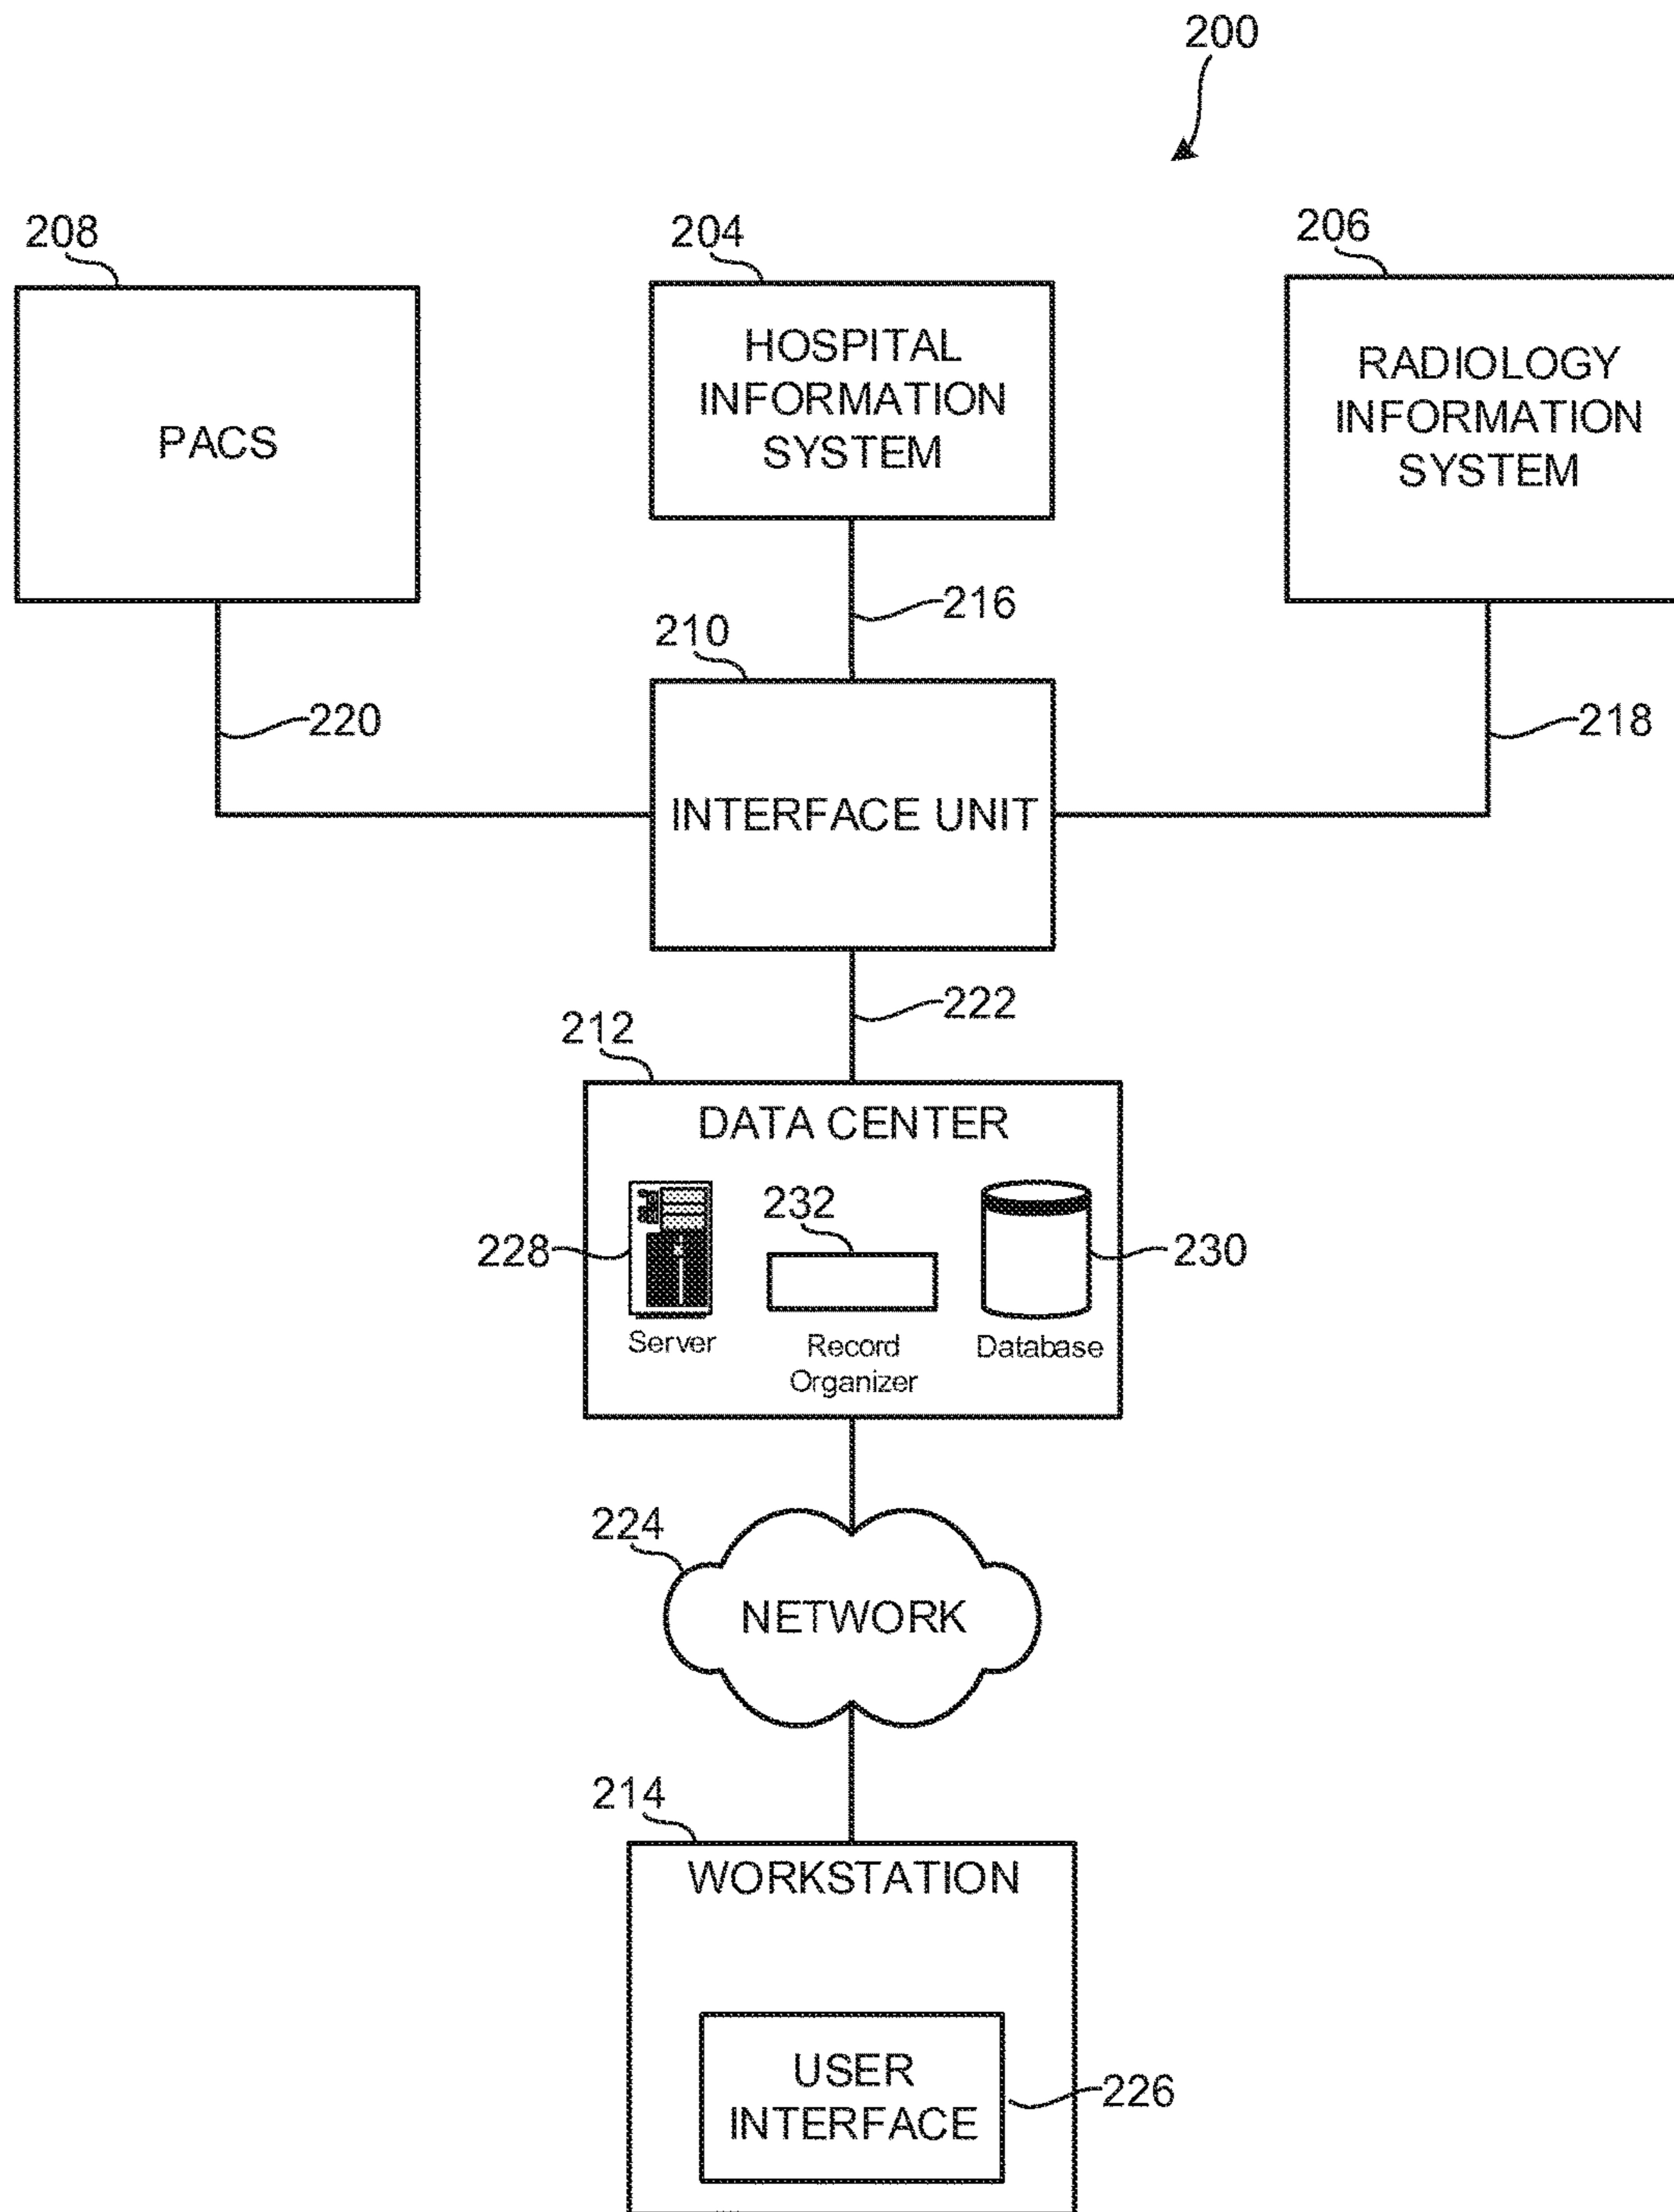 200
208
204
206
PACS
HOSPITAL
INFORMATION
SYSTEM
RADIOLOGY
INFORMATION
SYSTEM
216
210
220
218
INTERFACE UNIT
222
212
DATA CENTER
232
228
230
Server
Record
Organizer
Database
224
NETWORK
214
WORKSTATION
USER
INTERFACE
226